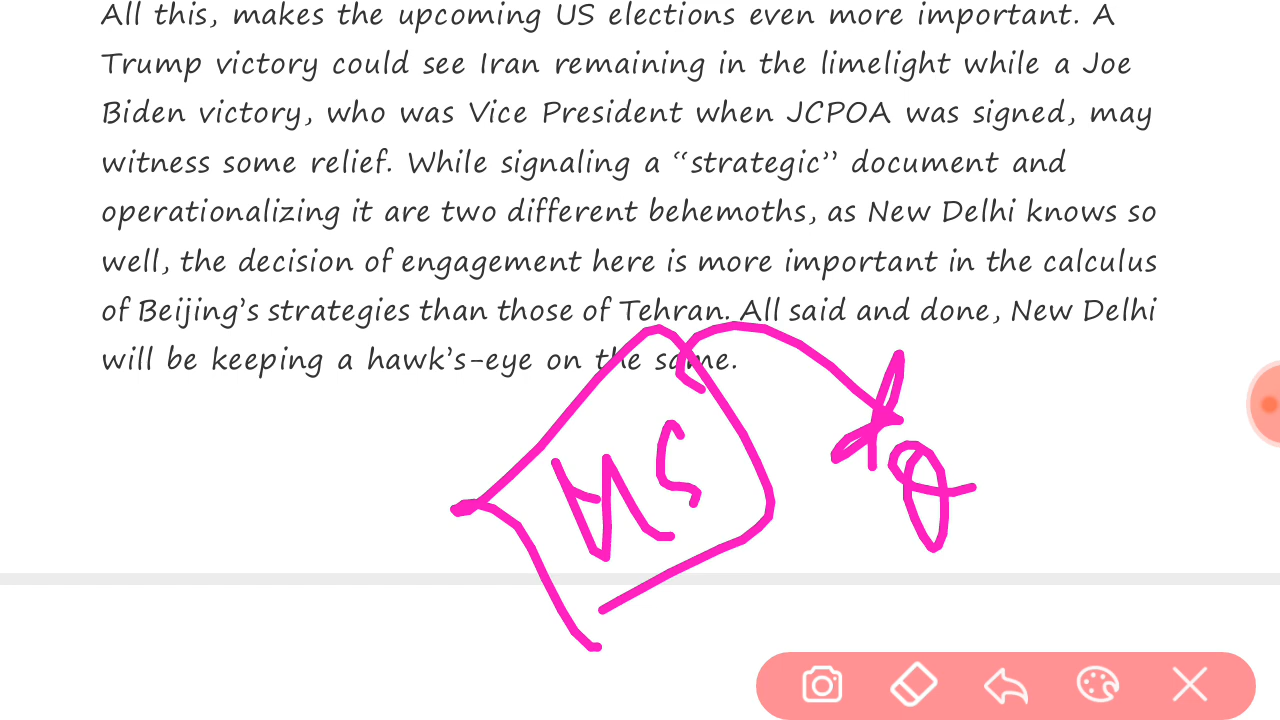 All this, makes the upcoming US elections even more important. A
Trump victory could see Iran remaining in the limelight while a Joe
Biden victory, who was Vice President when JCPOA was signed, may
witness some relief. While signaling a “strategic” document and
operationalizing it are two different behemoths, as New Delhi knows so
well, the decision of engagement here is more important in the calculus
of Beijing’s strategies than those of Tehran. All said and done, New Delhi
will be keeping a hawk’s-eye on the same.